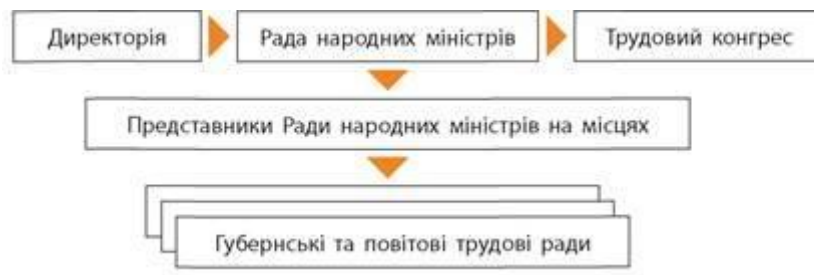 Директорія
Рада народних міністрів
Трудовий конгрес
Представники Ради народних міністрів на місцях
Губернські та повітові трудові ради